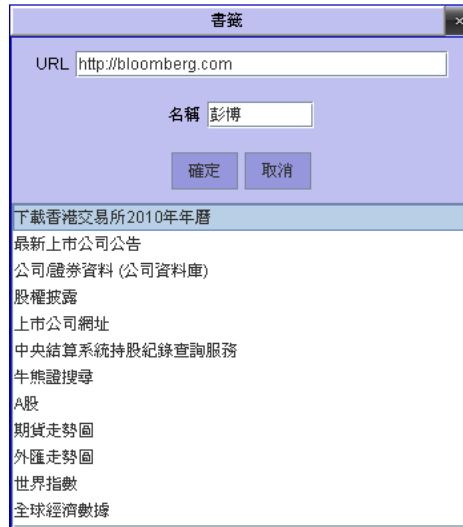 書籤
URL http://bloomberg.com
名稱 彭博
確定 取消
下載香港交易所2010年年曆
最新上市公司公告
公司/證券資料 (公司資料庫)
股權披露
上市公司網址
中央結算系統持股紀錄查詢服務
牛熊證搜尋
A股
期貨走勢圖
外匯走勢圖
世界指數
全球經濟數據